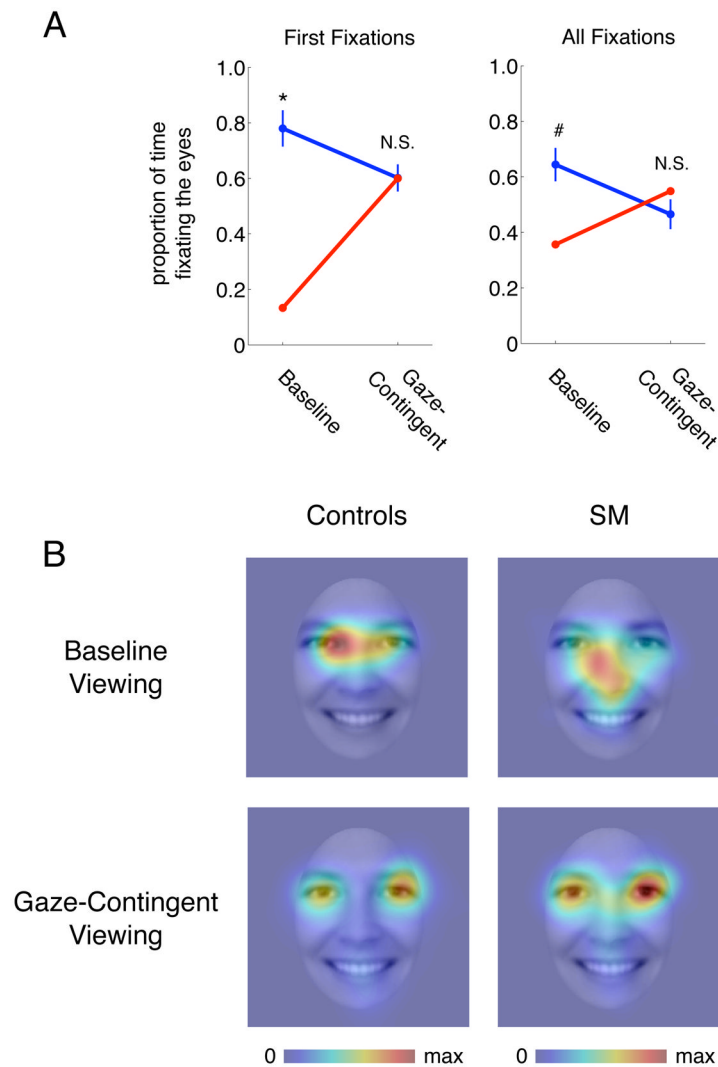 A
First Fixations
All Fixations
proportion of time
fixating the eyes
1.0
0.8
0.6
0.4
0.2
0
*
N.S.
Baseline
Gaze-
Contingent
1.0
0.8
0.6
0.4
0.2
0
#
N.S.
Baseline
Gaze-
Contingent
B
Controls
SM
Baseline
Viewing
Gaze-Contingent
Viewing
0 max
0 max